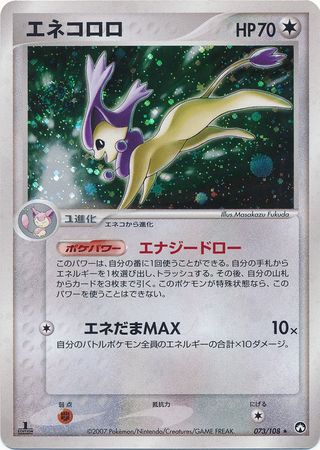 エネコロロ HP70
Illus.Masakazu Fukuda
1進化 エネコから進化
ポケパワー エナジードロー
このパワーは、自分の番に1回使うことができる。自分の手札から
エネルギーを1枚選び出し、トラッシュする。その後、自分の山札
からカードを3枚まで引く。このポケモンが特殊状態なら、この
パワーを使うことはできない。
エネだまMAX 10×
自分のバトルポケモン全員のエネルギーの合計×10ダメージ。
弱点 抵抗力 にげる
1 EDITION
©2007 Pokémon/Nintendo/Creatures/GAME FREAK.
073/108 ★